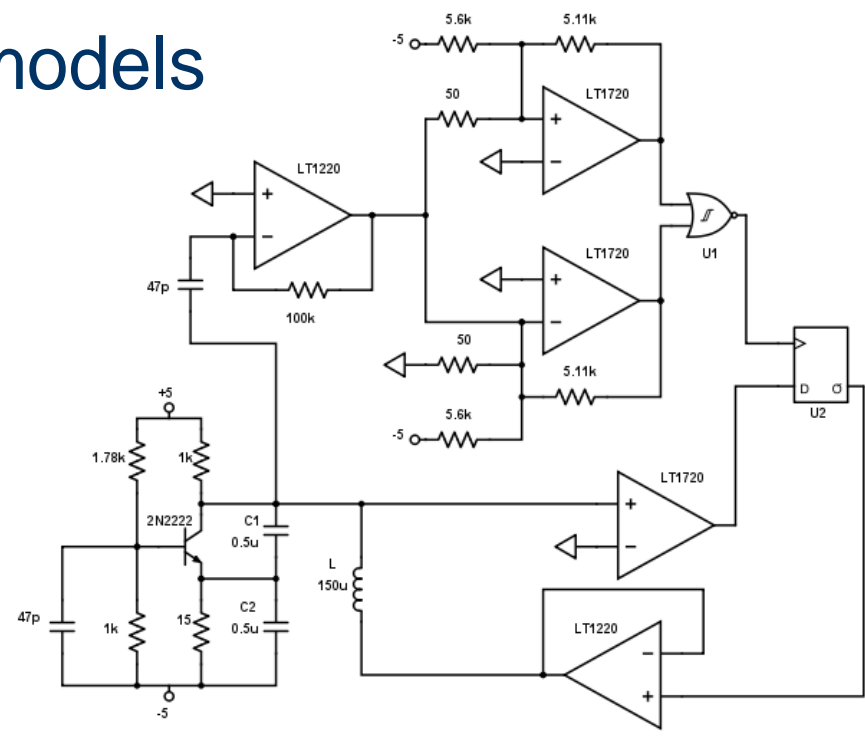 nodels
5.6k
5.11k
-5
50
LT1720
+
−
LT1220
+
−
47p
100k
LT1720
+
−
U1
50
5.11k
5.6k
-5
D
Q
U2
+5
1.78k
1k
2N2222
C1
0.5u
L
150u
LT1720
+
−
47p
1k
15
C2
0.5u
-5
LT1220
−
+